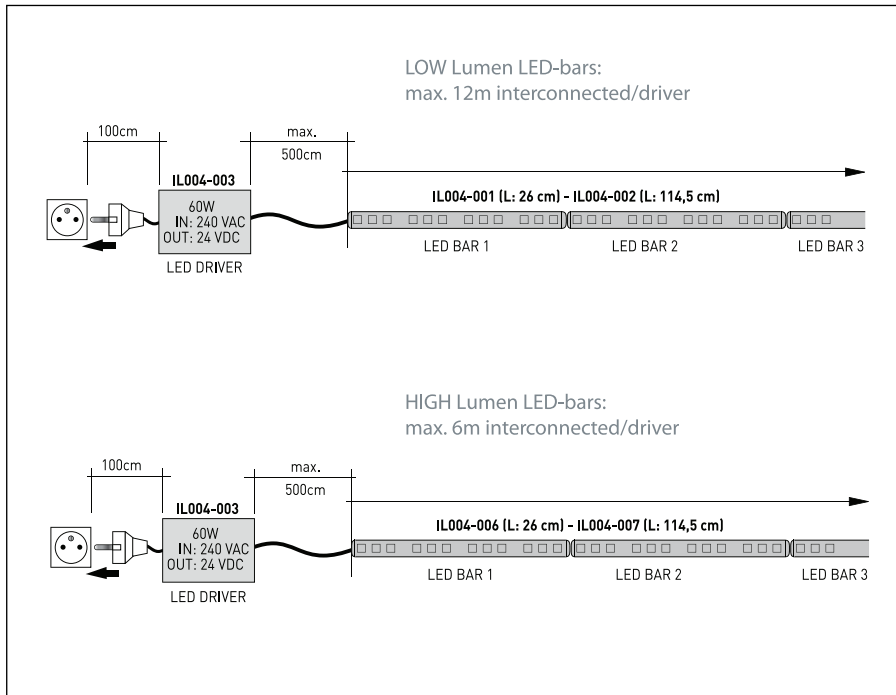 LOW Lumen LED-bars:
max. 12m interconnected/driver
100cm
max.
500cm
IL004-003
60W
IN: 240 VAC
OUT: 24 VDC
LED DRIVER
IL004-001 (L: 26 cm) - IL004-002 (L: 114,5 cm)
LED BAR 1
LED BAR 2
LED BAR 3
HIGH Lumen LED-bars:
max. 6m interconnected/driver
100cm
max.
500cm
IL004-003
60W
IN: 240 VAC
OUT: 24 VDC
LED DRIVER
IL004-006 (L: 26 cm) - IL004-007 (L: 114,5 cm)
LED BAR 1
LED BAR 2
LED BAR 3